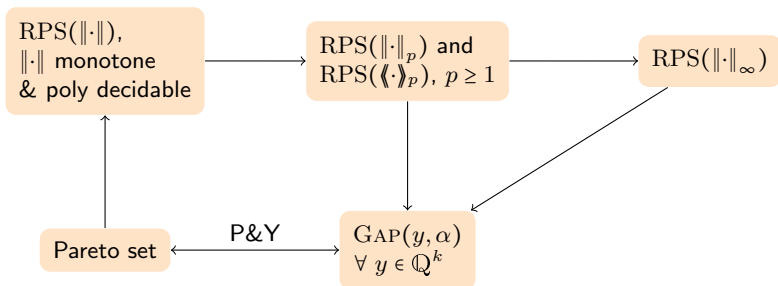 RPS(‖·‖),
‖·‖ monotone
& poly decidable
RPS(‖·‖ₚ) and
RPS(⟪·⟫ₚ), p ≥ 1
RPS(‖·‖∞)
Pareto set
P&Y
GAP(y, α)
∀ y ∈ ℚᵏ